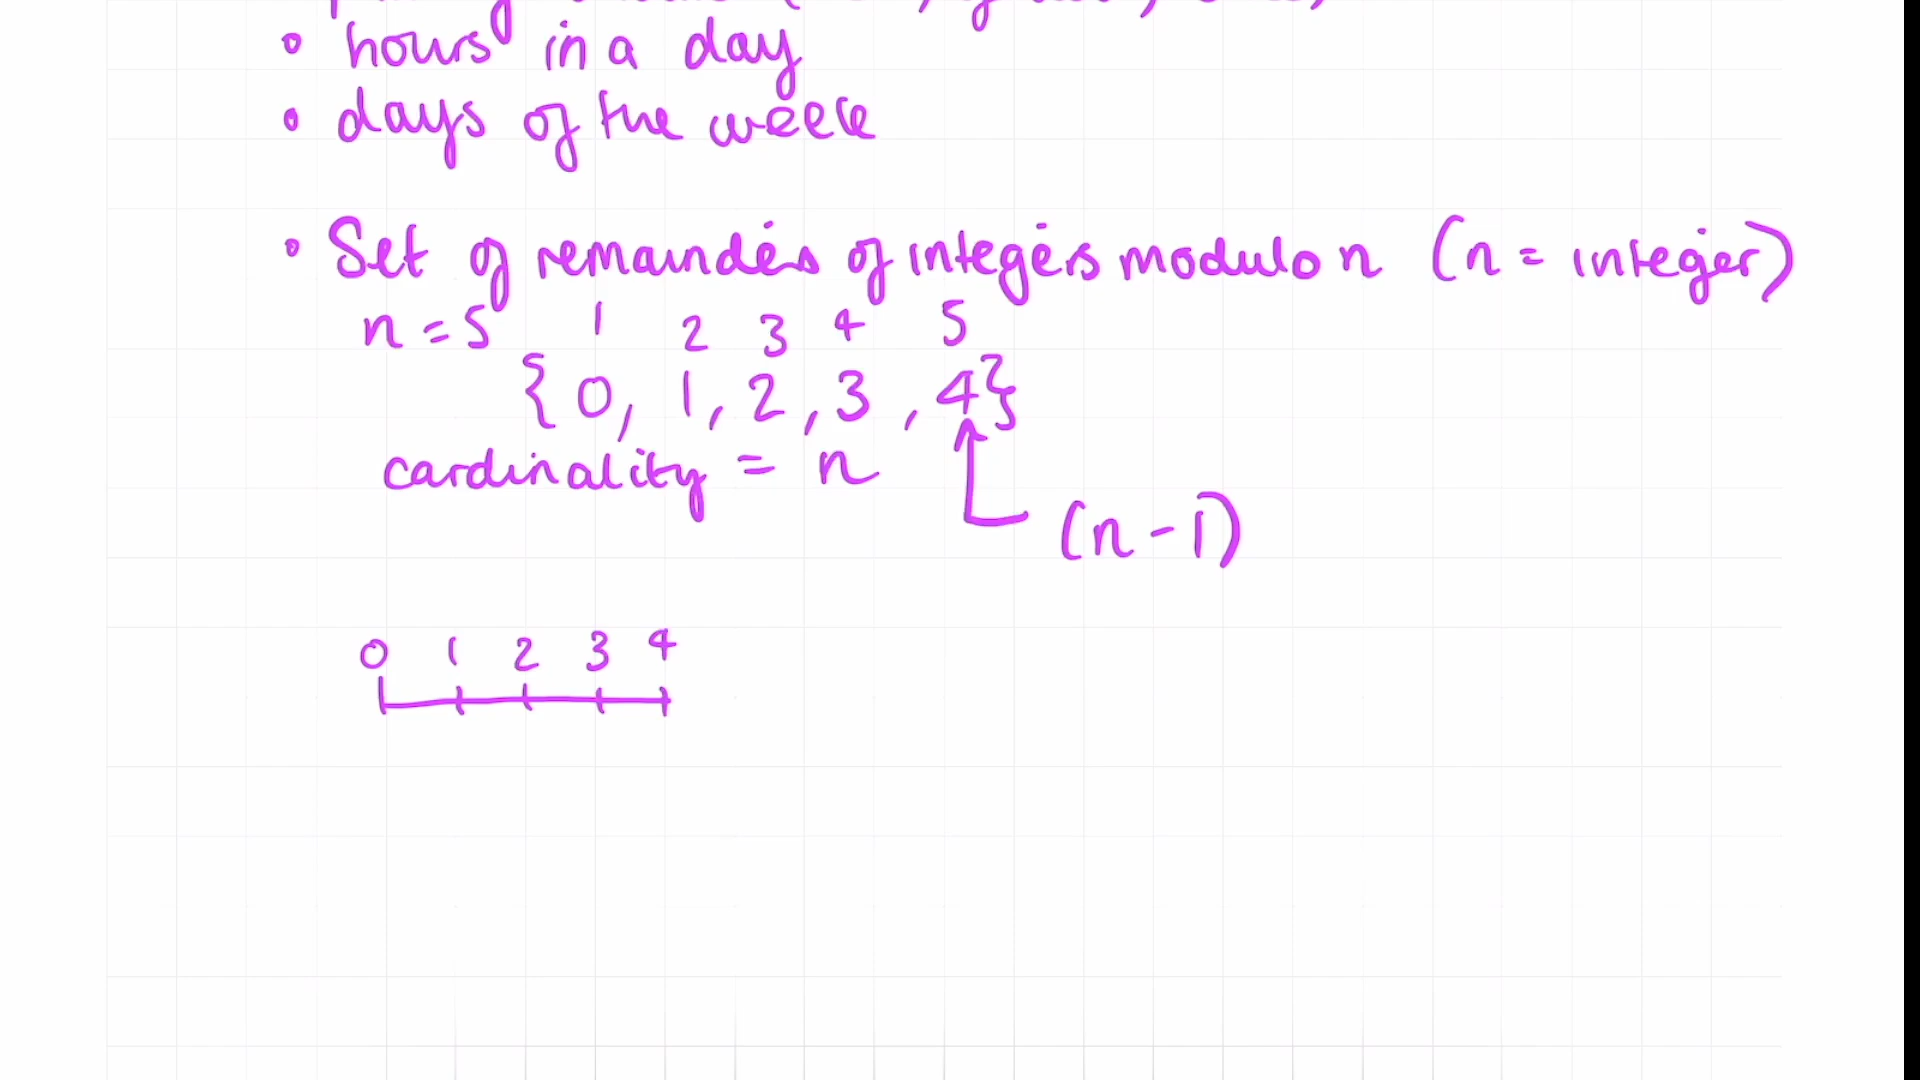 • hours in a day
• days of the week
• Set of remainders of integers modulo n (n = integer)
n = 5 1 2 3 4 5
{0, 1, 2, 3, 4}
cardinality = n
(n - 1)
0 1 2 3 4